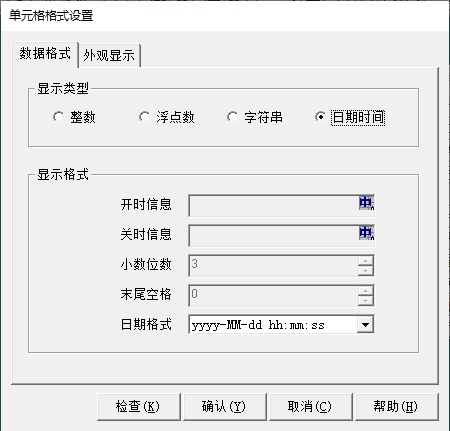 单元格格式设置
数据格式 外观显示
显示类型
整数 浮点数 字符串 日期时间
显示格式
开时信息 中
关时信息 中
小数位数 3
末尾空格 0
日期格式 yyyy-MM-dd hh:mm:ss
检查(K) 确认(Y) 取消(C) 帮助(H)